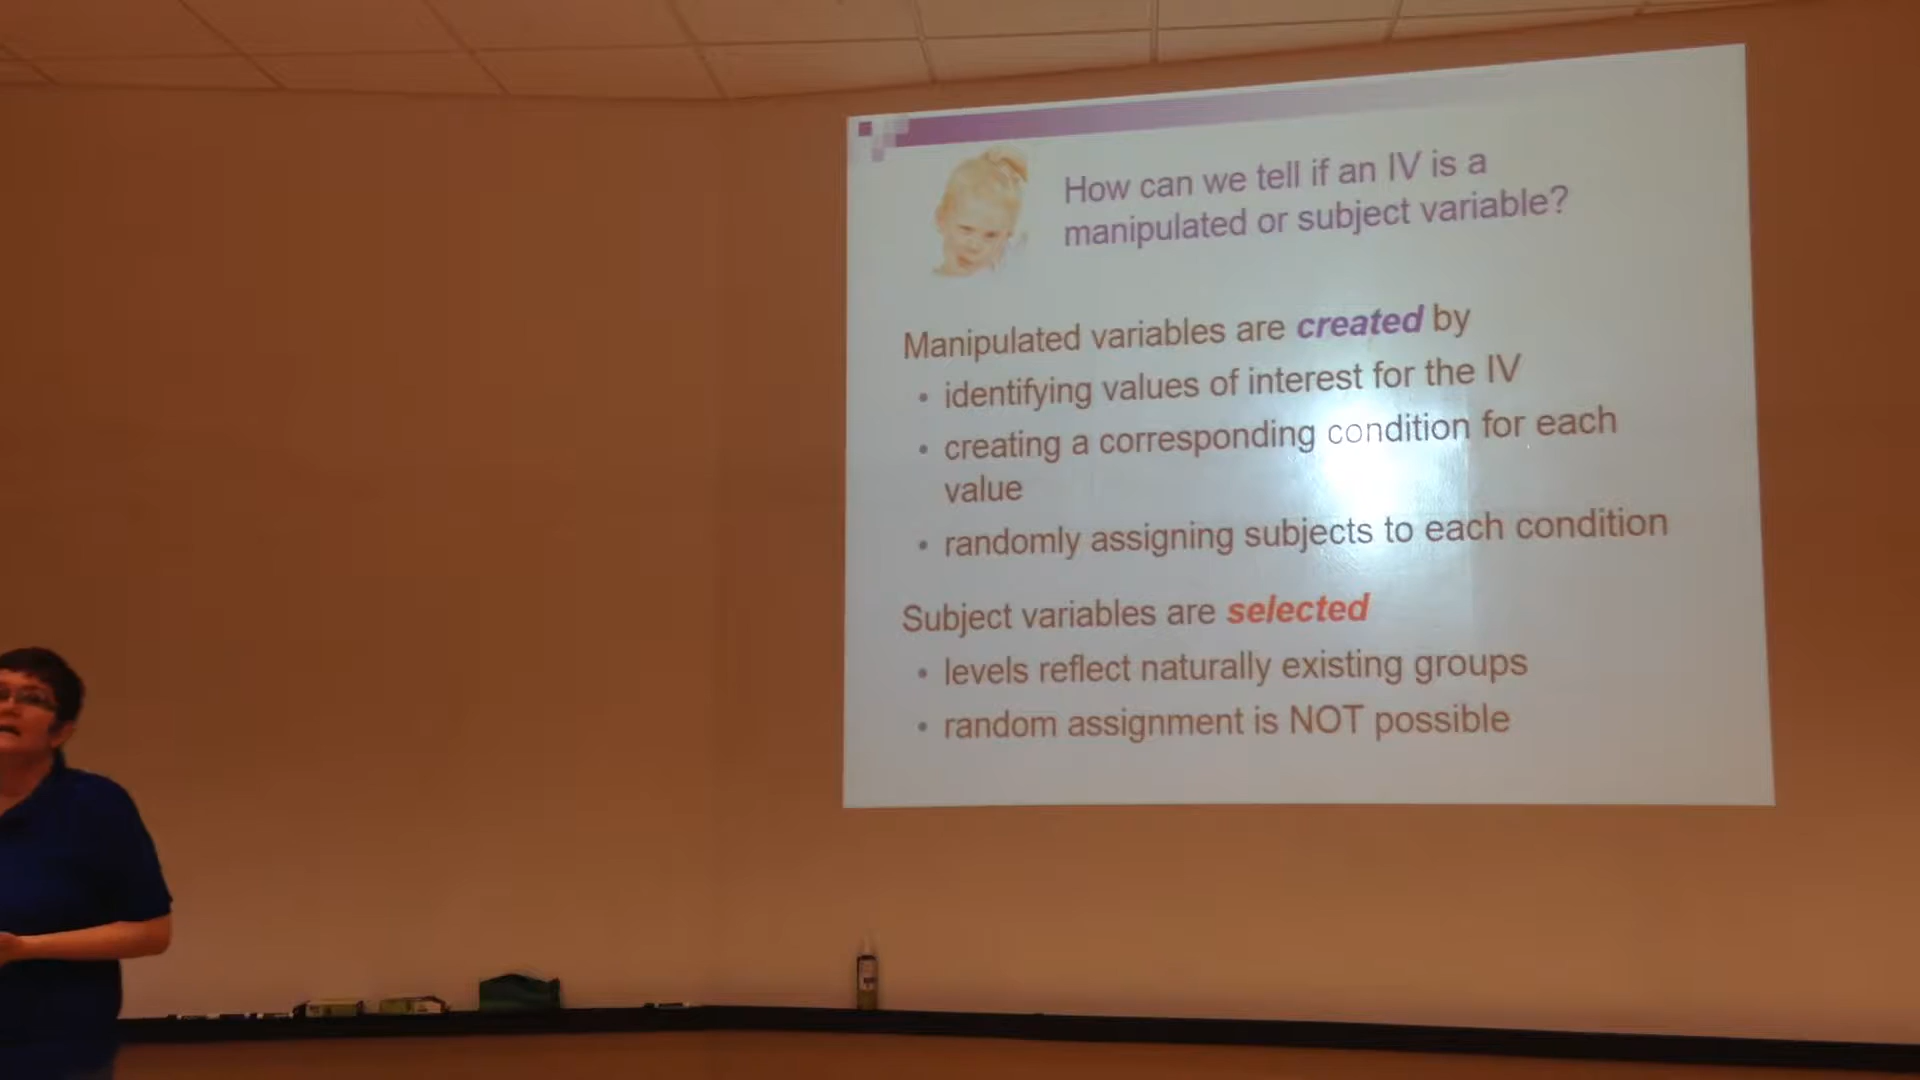 How can we tell if an IV is a
manipulated or subject variable?
Manipulated variables are created by
• identifying values of interest for the IV
• creating a corresponding condition for each
value
• randomly assigning subjects to each condition
Subject variables are selected
• levels reflect naturally existing groups
• random assignment is NOT possible